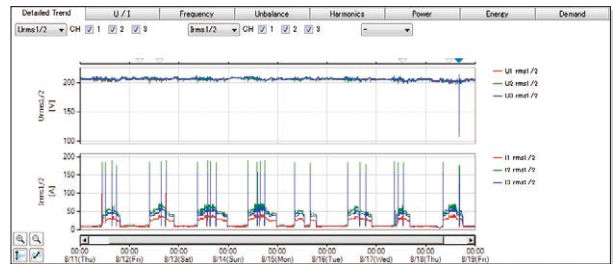 Detailed Trend U / I Frequency Unbalance Harmonics Power Energy Demand
Urms1/2 CH 1 2 3 Irms1/2 CH 1 2 3 -
200
150
100
Urms1/2
[V]
U1 rms1/2
U2 rms1/2
U3 rms1/2
200
150
100
50
0
Irms1/2
[A]
I1 rms1/2
I2 rms1/2
I3 rms1/2
00:00 00:00 00:00 00:00 00:00 00:00 00:00 00:00
8/11(Thu) 8/12(Fri) 8/13(Sat) 8/14(Sun) 8/15(Mon) 8/16(Tue) 8/17(Wed) 8/18(Thu) 8/19(Fri)